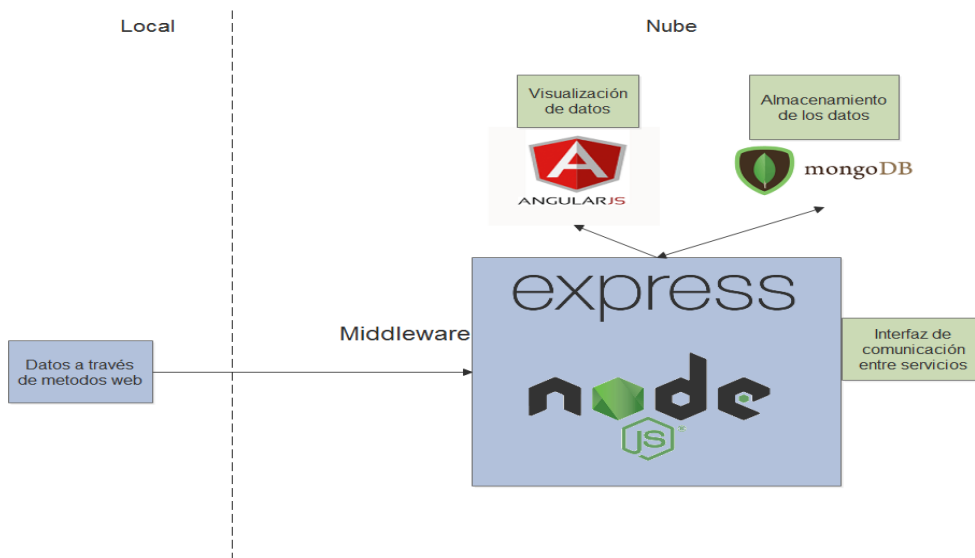 Local
Nube
Visualización
de datos
Almacenamiento
de los datos
ANGULARJS
mongoDB
express
Middleware
Interfaz de
comunicación
entre servicios
Datos a través
de metodos web
node
JS